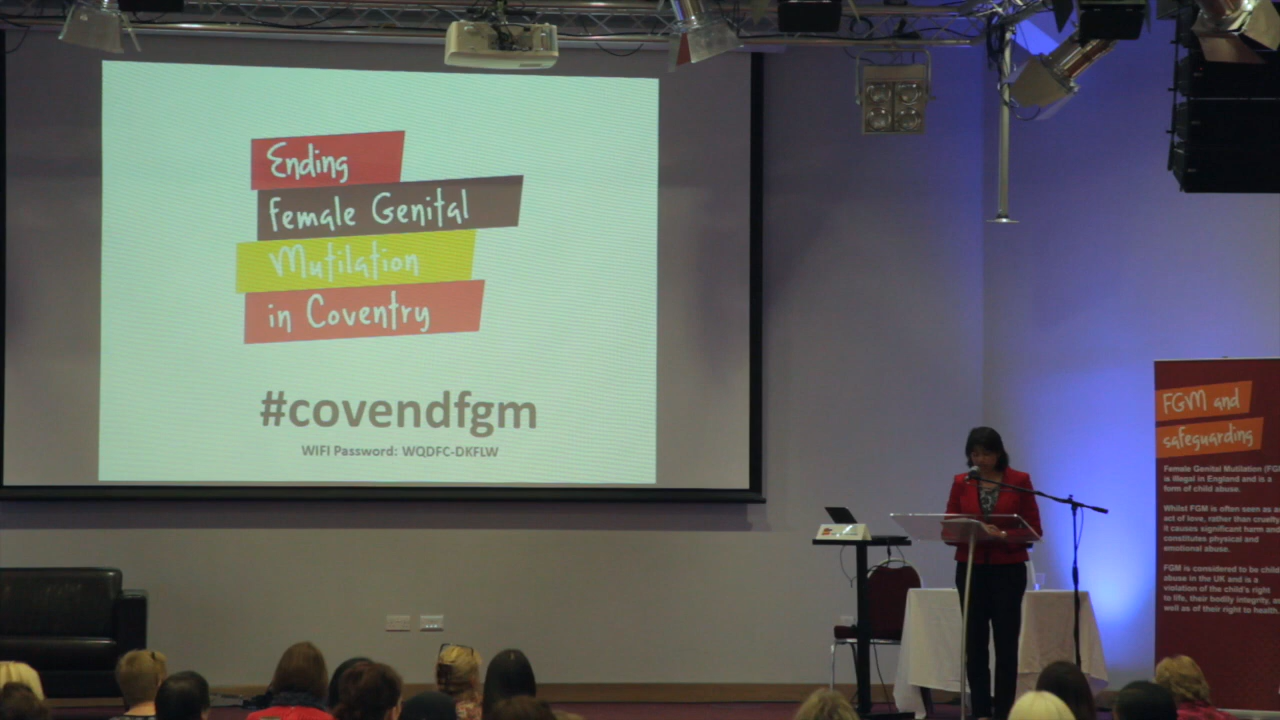 Ending
Female Genital
Mutilation
in Coventry
#covendfgm
WIFI Password: WQDFC-DKFLW
FGM and
safeguarding
Female Genital Mutilation (FG
is illegal in England and is a
form of child abuse.
Whilst FGM is often seen as a
act of love, rather than cruelty
it causes significant harm and
constitutes physical and
emotional abuse.
FGM is considered to be child
abuse in the UK and is a
violation of the child's right
to life, their bodily integrity,
well as of their right to health.